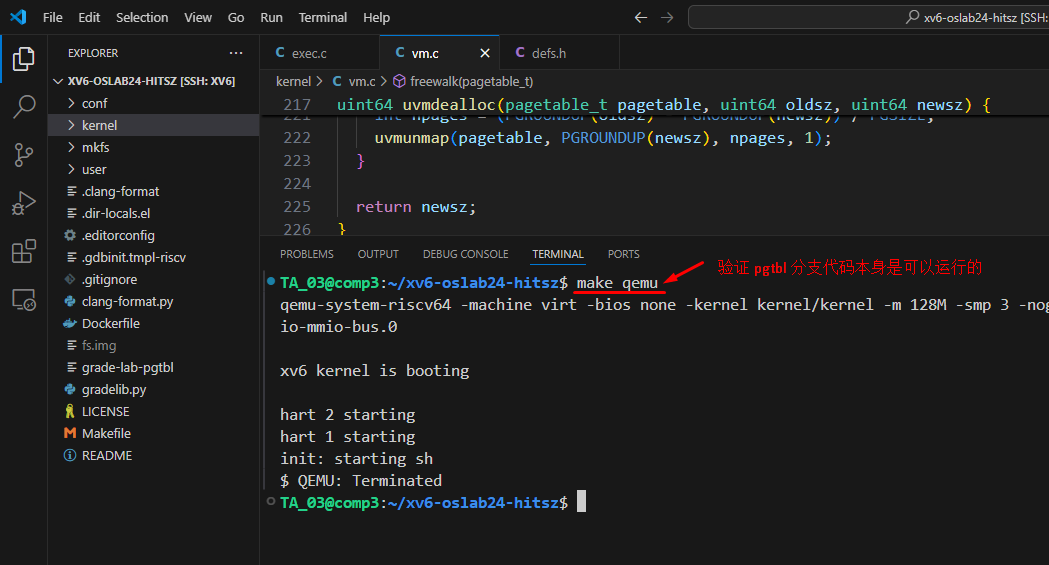 File Edit Selection View Go Run Terminal Help
xv6-oslab24-hitsz [SSH:
EXPLORER
XV6-OSLAB24-HITSZ [SSH: XV6]
conf
kernel
mkfs
user
.clang-format
.dir-locals.el
.editorconfig
.gdbinit.tmpl-riscv
.gitignore
clang-format.py
Dockerfile
fs.img
grade-lab-pgtbl
gradelib.py
LICENSE
Makefile
README
exec.c vm.c defs.h
kernel > vm.c > freewalk(pagetable_t)
217 uint64 uvmdealloc(pagetable_t pagetable, uint64 oldsz, uint64 newsz) {
221 int npages = (PGROUNDUP(oldsz) - PGROUNDUP(newsz)) / PGSIZE;
222 uvmunmap(pagetable, PGROUNDUP(newsz), npages, 1);
223 }
224
225 return newsz;
226 }
PROBLEMS OUTPUT DEBUG CONSOLE TERMINAL PORTS
验证 pgtbl 分支代码本身是可以运行的
TA_03@comp3:~/xv6-oslab24-hitsz$ make qemu
qemu-system-riscv64 -machine virt -bios none -kernel kernel/kernel -m 128M -smp 3 -nog
io-mmio-bus.0
xv6 kernel is booting
hart 2 starting
hart 1 starting
init: starting sh
$ QEMU: Terminated
TA_03@comp3:~/xv6-oslab24-hitsz$